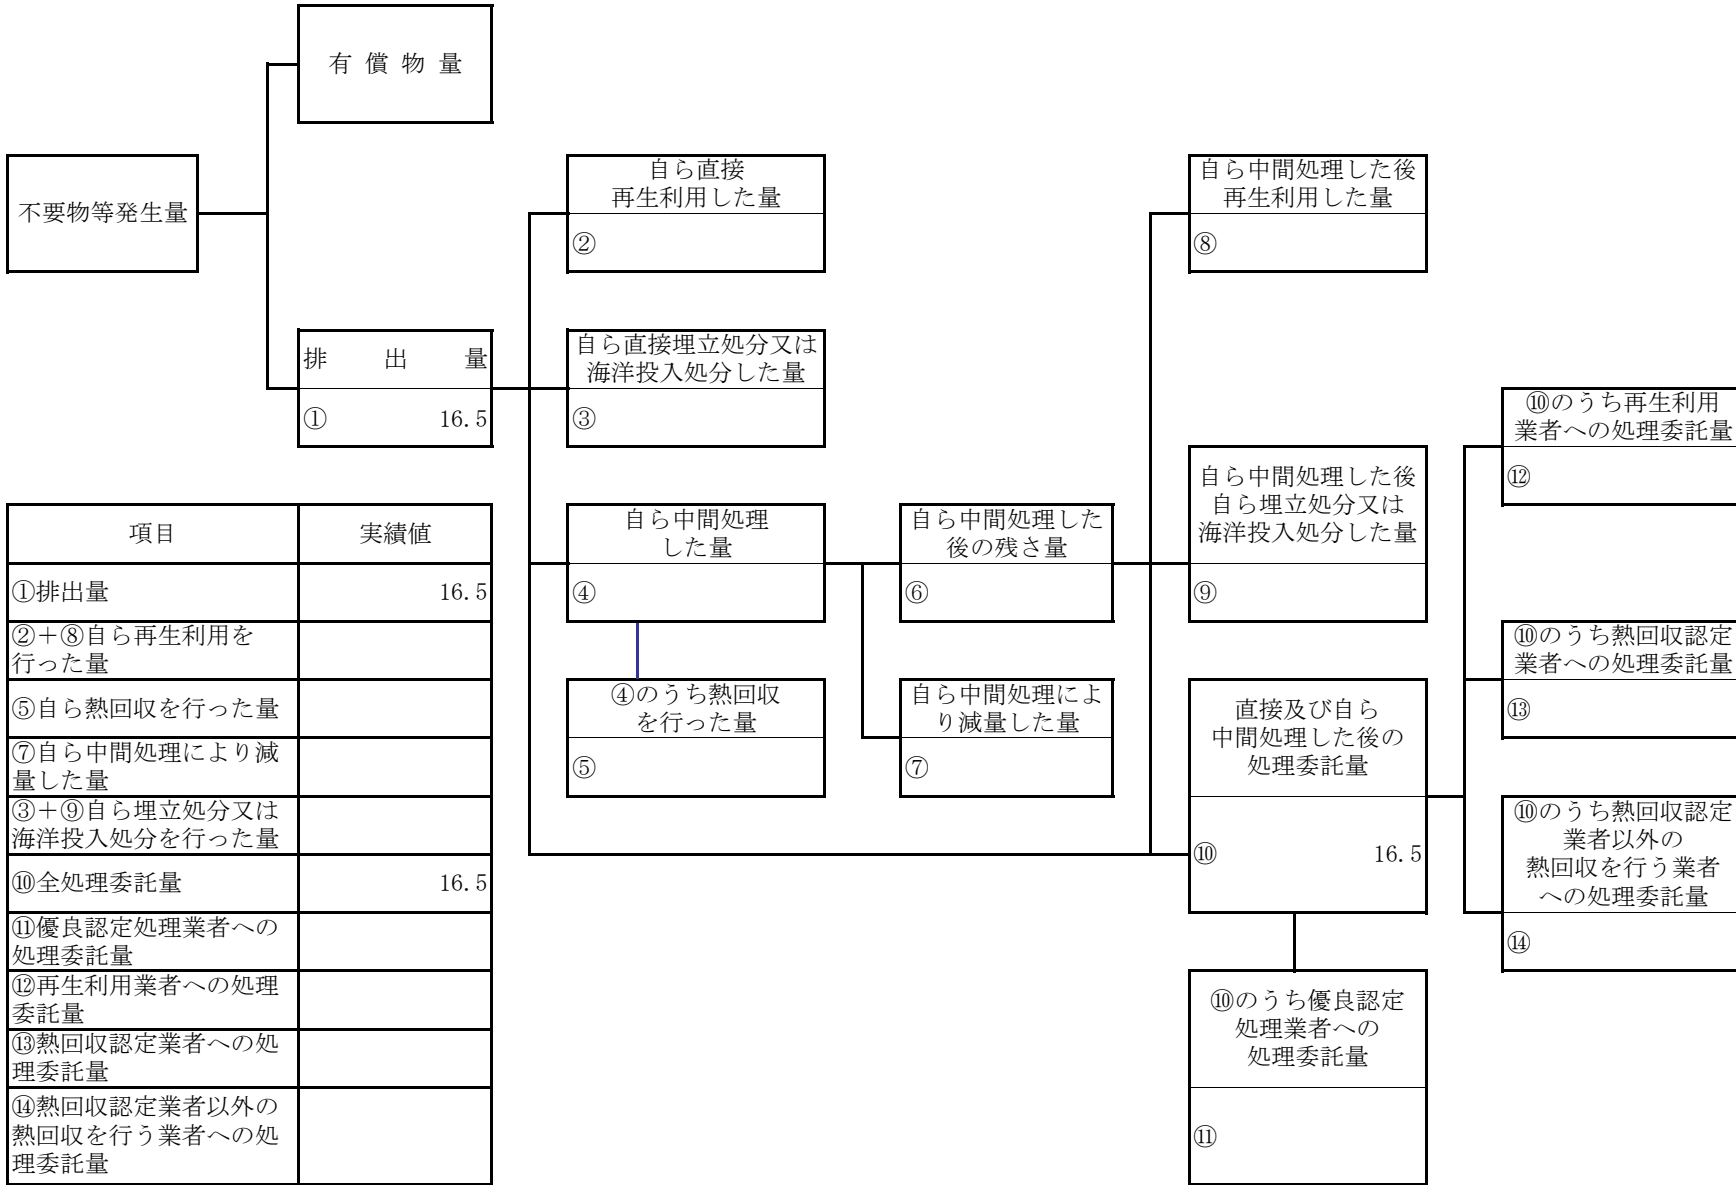 有償物量
不要物等発生量
自ら直接
再生利用した量
②
自ら中間処理した後
再生利用した量
⑧
排出量
① 16.5
自ら直接埋立処分又は
海洋投入処分した量
③
⑩のうち再生利用
業者への処理委託量
⑫
自ら中間処理
した量
④
自ら中間処理した
後の残さ量
⑥
自ら中間処理した後
自ら埋立処分又は
海洋投入処分した量
⑨
⑩のうち熱回収認定
業者への処理委託量
⑬
④のうち熱回収
を行った量
⑤
自ら中間処理によ
り減量した量
⑦
直接及び自ら
中間処理した後の
処理委託量
⑩ 16.5
⑩のうち熱回収認定
業者以外の
熱回収を行う業者
への処理委託量
⑭
⑩のうち優良認定
処理業者への
処理委託量
⑪
項目 実績値
①排出量 16.5
②＋⑧自ら再生利用を
行った量
⑤自ら熱回収を行った量
⑦自ら中間処理により減
量した量
③＋⑨自ら埋立処分又は
海洋投入処分を行った量
⑩全処理委託量 16.5
⑪優良認定処理業者への
処理委託量
⑫再生利用業者への処理
委託量
⑬熱回収認定業者への処
理委託量
⑭熱回収認定業者以外の
熱回収を行う業者への処
理委託量